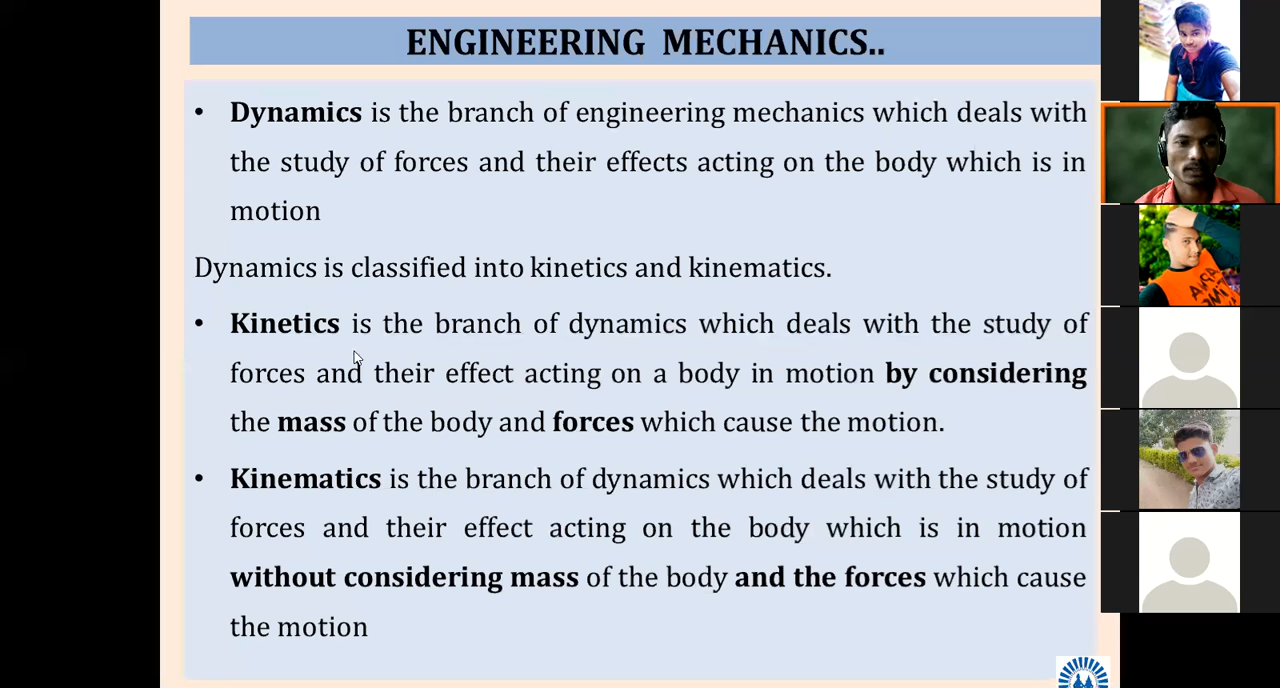 ENGINEERING MECHANICS..
• Dynamics is the branch of engineering mechanics which deals with
the study of forces and their effects acting on the body which is in
motion
Dynamics is classified into kinetics and kinematics.
• Kinetics is the branch of dynamics which deals with the study of
forces and their effect acting on a body in motion by considering
the mass of the body and forces which cause the motion.
• Kinematics is the branch of dynamics which deals with the study of
forces and their effect acting on the body which is in motion
without considering mass of the body and the forces which cause
the motion